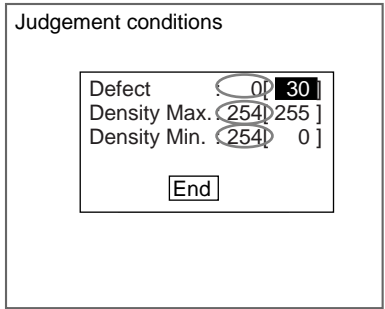 Judgement conditions
Defect : 0[ 30 ]
Density Max. : 254[ 255 ]
Density Min. : 254[ 0 ]
End